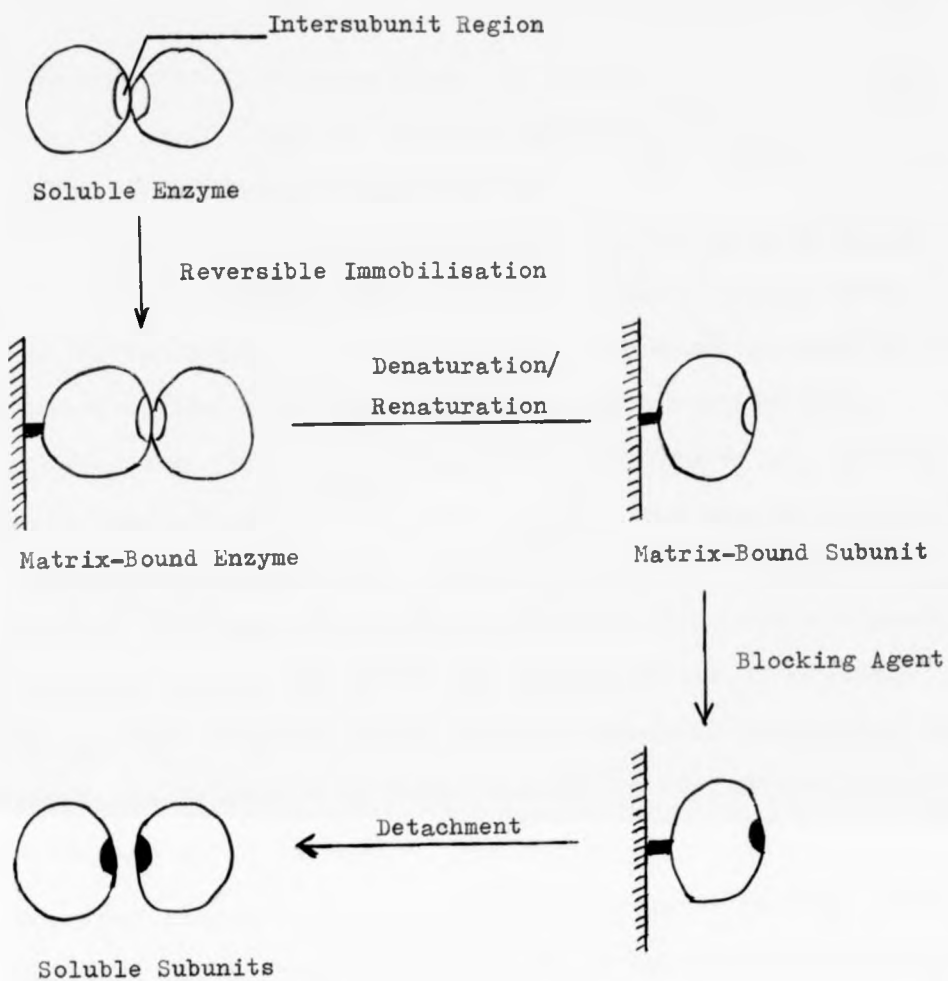 Intersubunit Region
Soluble Enzyme
Reversible Immobilisation
Denaturation/
Renaturation
Matrix-Bound Enzyme
Matrix-Bound Subunit
Blocking Agent
Detachment
Soluble Subunits